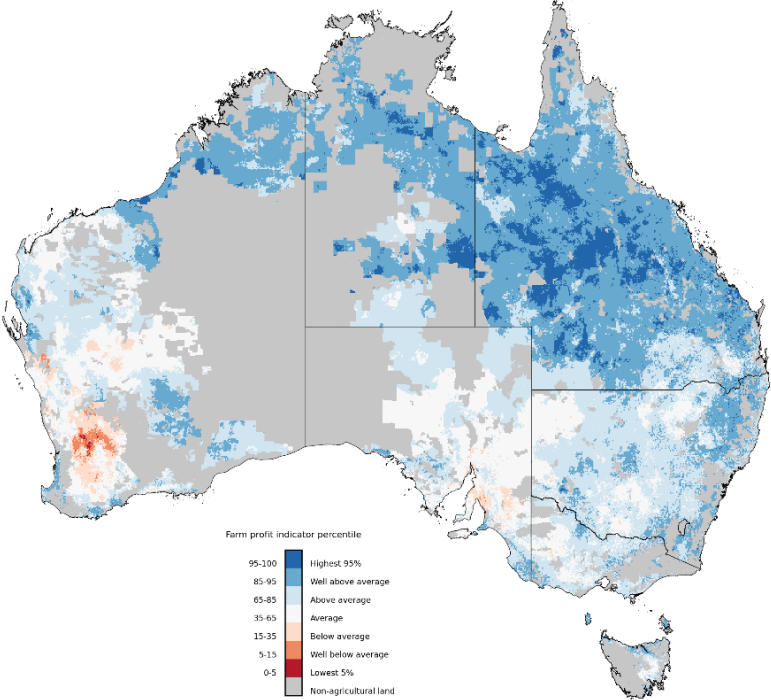 Farm profit indicator percentile
95-100 Highest 95%
85-95 Well above average
65-85 Above average
35-65 Average
15-35 Below average
5-15 Well below average
0-5 Lowest 5%
Non-agricultural land